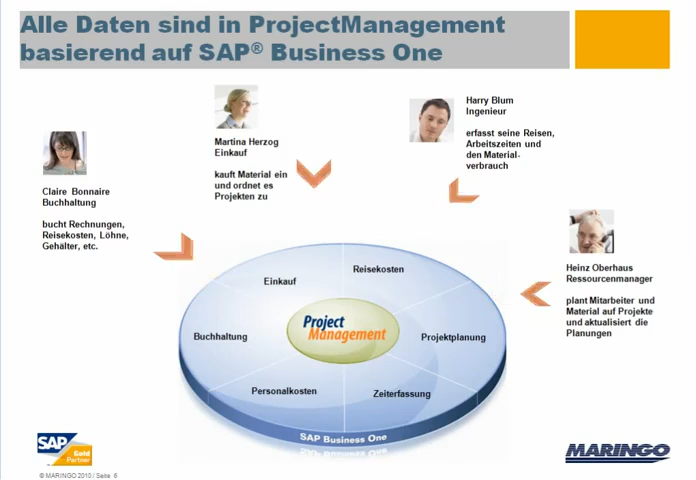 Alle Daten sind in ProjectManagement
basierend auf SAP® Business One
Harry Blum
Ingenieur
erfasst seine Reisen,
Arbeitszeiten und
den Material-
verbrauch
Martina Herzog
Einkauf
kauft Material ein
und ordnet es
Projekten zu
Claire Bonnaire
Buchhaltung
bucht Rechnungen,
Reisekosten, Löhne,
Gehälter, etc.
Heinz Oberhaus
Ressourcenmanager
plant Mitarbeiter und
Material auf Projekte
und aktualisiert die
Planungen
Reisekosten
Einkauf
Buchhaltung
Project
Management
Projektplanung
Personalkosten
Zeiterfassung
SAP Business One
SAP
Gold
Partner
MARINGO
© MARINGO 2010 / Seite 6